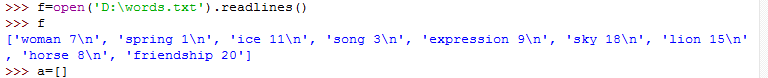 >>> f=open('D:\words.txt').readlines()
>>> f
['woman 7\n', 'spring 1\n', 'ice 11\n', 'song 3\n', 'expression 9\n', 'sky 18\n', 'lion 15\n'
, 'horse 8\n', 'friendship 20']
>>> a=[]